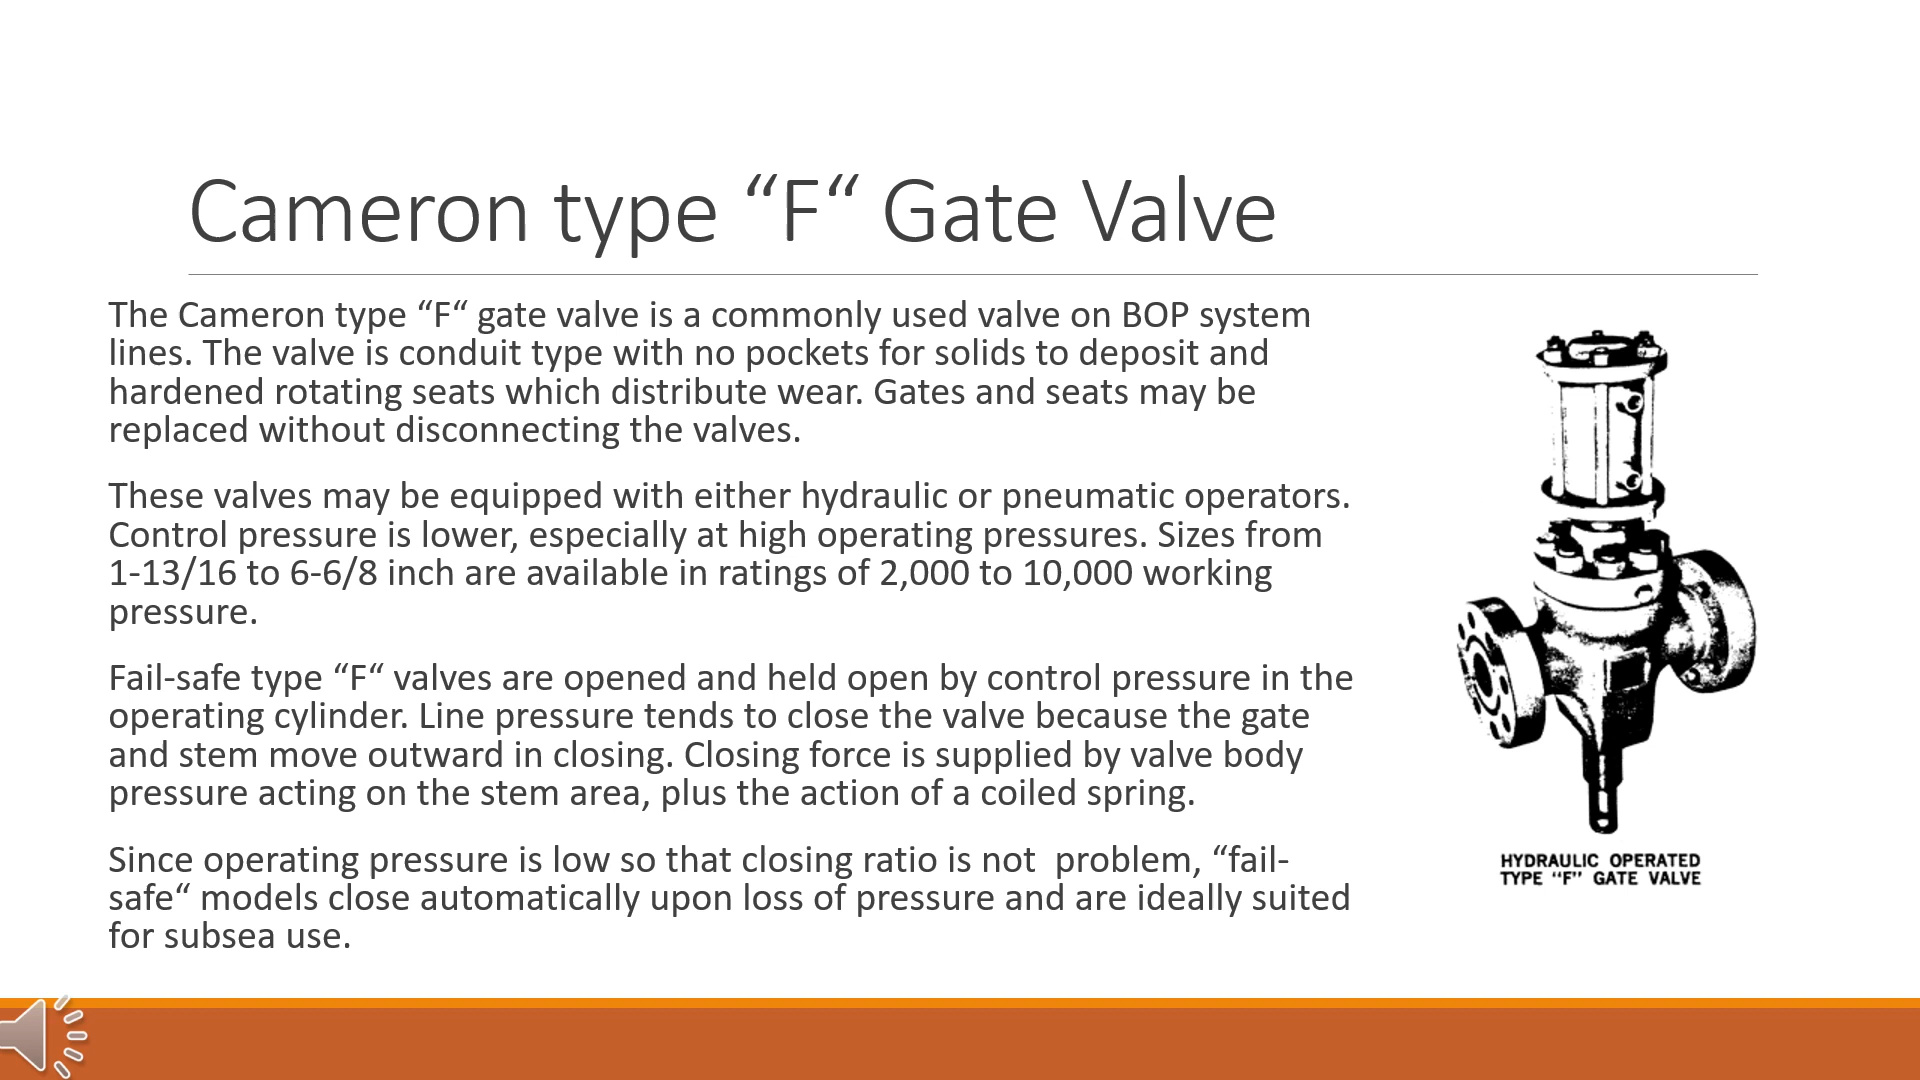 Cameron type “F“ Gate Valve
The Cameron type “F“ gate valve is a commonly used valve on BOP system
lines. The valve is conduit type with no pockets for solids to deposit and
hardened rotating seats which distribute wear. Gates and seats may be
replaced without disconnecting the valves.
These valves may be equipped with either hydraulic or pneumatic operators.
Control pressure is lower, especially at high operating pressures. Sizes from
1-13/16 to 6-6/8 inch are available in ratings of 2,000 to 10,000 working
pressure.
Fail-safe type “F“ valves are opened and held open by control pressure in the
operating cylinder. Line pressure tends to close the valve because the gate
and stem move outward in closing. Closing force is supplied by valve body
pressure acting on the stem area, plus the action of a coiled spring.
Since operating pressure is low so that closing ratio is not  problem, “fail-
safe“ models close automatically upon loss of pressure and are ideally suited
for subsea use.
HYDRAULIC OPERATED
TYPE “F” GATE VALVE